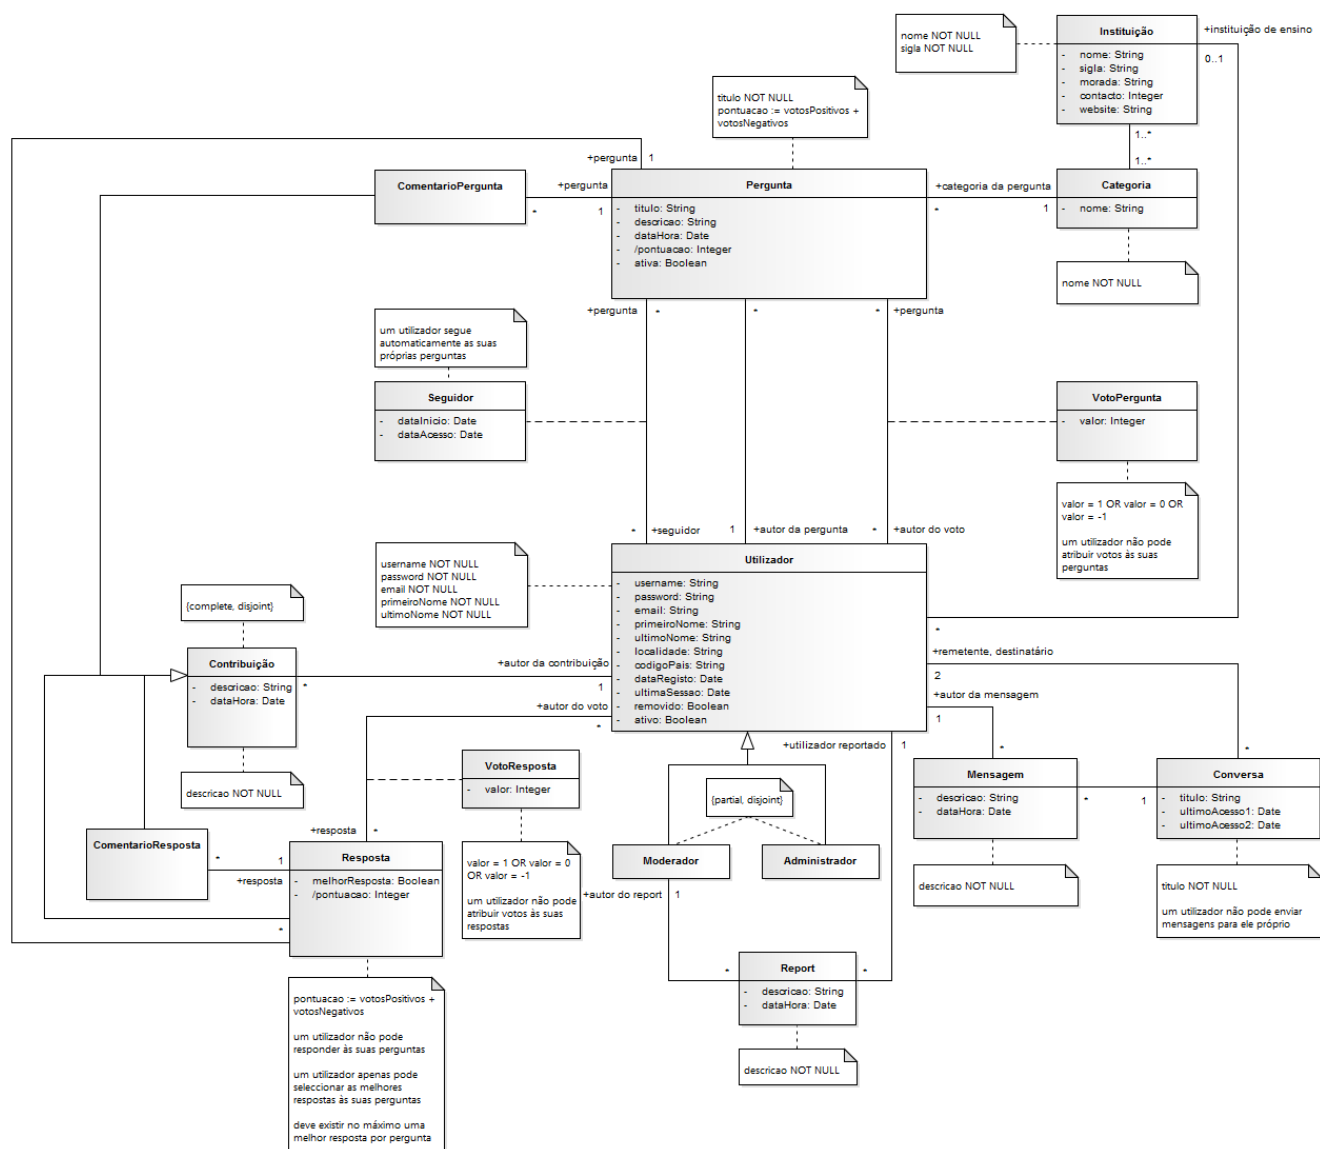 nome NOT NULL
sigla NOT NULL
Instituição
- nome: String
- sigla: String
- morada: String
- contacto: Integer
- website: String
+instituição de ensino
0..1
1..*
1..*
titulo NOT NULL
pontuacao := votosPositivos +
votosNegativos
+pergunta
1
ComentarioPergunta
+pergunta
*
1
Pergunta
- titulo: String
- descricao: String
- dataHora: Date
- /pontuacao: Integer
- ativa: Boolean
+categoria da pergunta
*
1
Categoria
- nome: String
nome NOT NULL
+pergunta
*
*
*
+pergunta
um utilizador segue
automaticamente as suas
próprias perguntas
Seguidor
- dataInicio: Date
- dataAcesso: Date
VotoPergunta
- valor: Integer
valor = 1 OR valor = 0 OR
valor = -1
um utilizador não pode
atribuir votos às suas
perguntas
*
+seguidor
1
+autor da pergunta
*
+autor do voto
username NOT NULL
password NOT NULL
email NOT NULL
primeiroNome NOT NULL
ultimoNome NOT NULL
Utilizador
- username: String
- password: String
- email: String
- primeiroNome: String
- ultimoNome: String
- localidade: String
- codigoPais: String
- dataRegisto: Date
- ultimaSessao: Date
- removido: Boolean
- ativo: Boolean
*
+remetente, destinatário
2
+autor da mensagem
1
{complete, disjoint}
Contribuição
- descricao: String
- dataHora: Date
*
+autor da contribuição
1
+autor do voto
*
descricao NOT NULL
VotoResposta
- valor: Integer
valor = 1 OR valor = 0
OR valor = -1
um utilizador não pode
atribuir votos às suas
respostas
+utilizador reportado
1
{partial, disjoint}
Moderador
Administrador
*
Mensagem
- descricao: String
- dataHora: Date
*
1
*
Conversa
- titulo: String
- ultimoAcesso1: Date
- ultimoAcesso2: Date
descricao NOT NULL
titulo NOT NULL
um utilizador não pode enviar
mensagens para ele próprio
ComentarioResposta
*
1
+resposta
+resposta
*
Resposta
- melhorResposta: Boolean
- /pontuacao: Integer
*
+autor do report
1
*
*
Report
- descricao: String
- dataHora: Date
descricao NOT NULL
pontuacao := votosPositivos +
votosNegativos
um utilizador não pode
responder às suas perguntas
um utilizador apenas pode
seleccionar as melhores
respostas às suas perguntas
deve existir no máximo uma
melhor resposta por pergunta